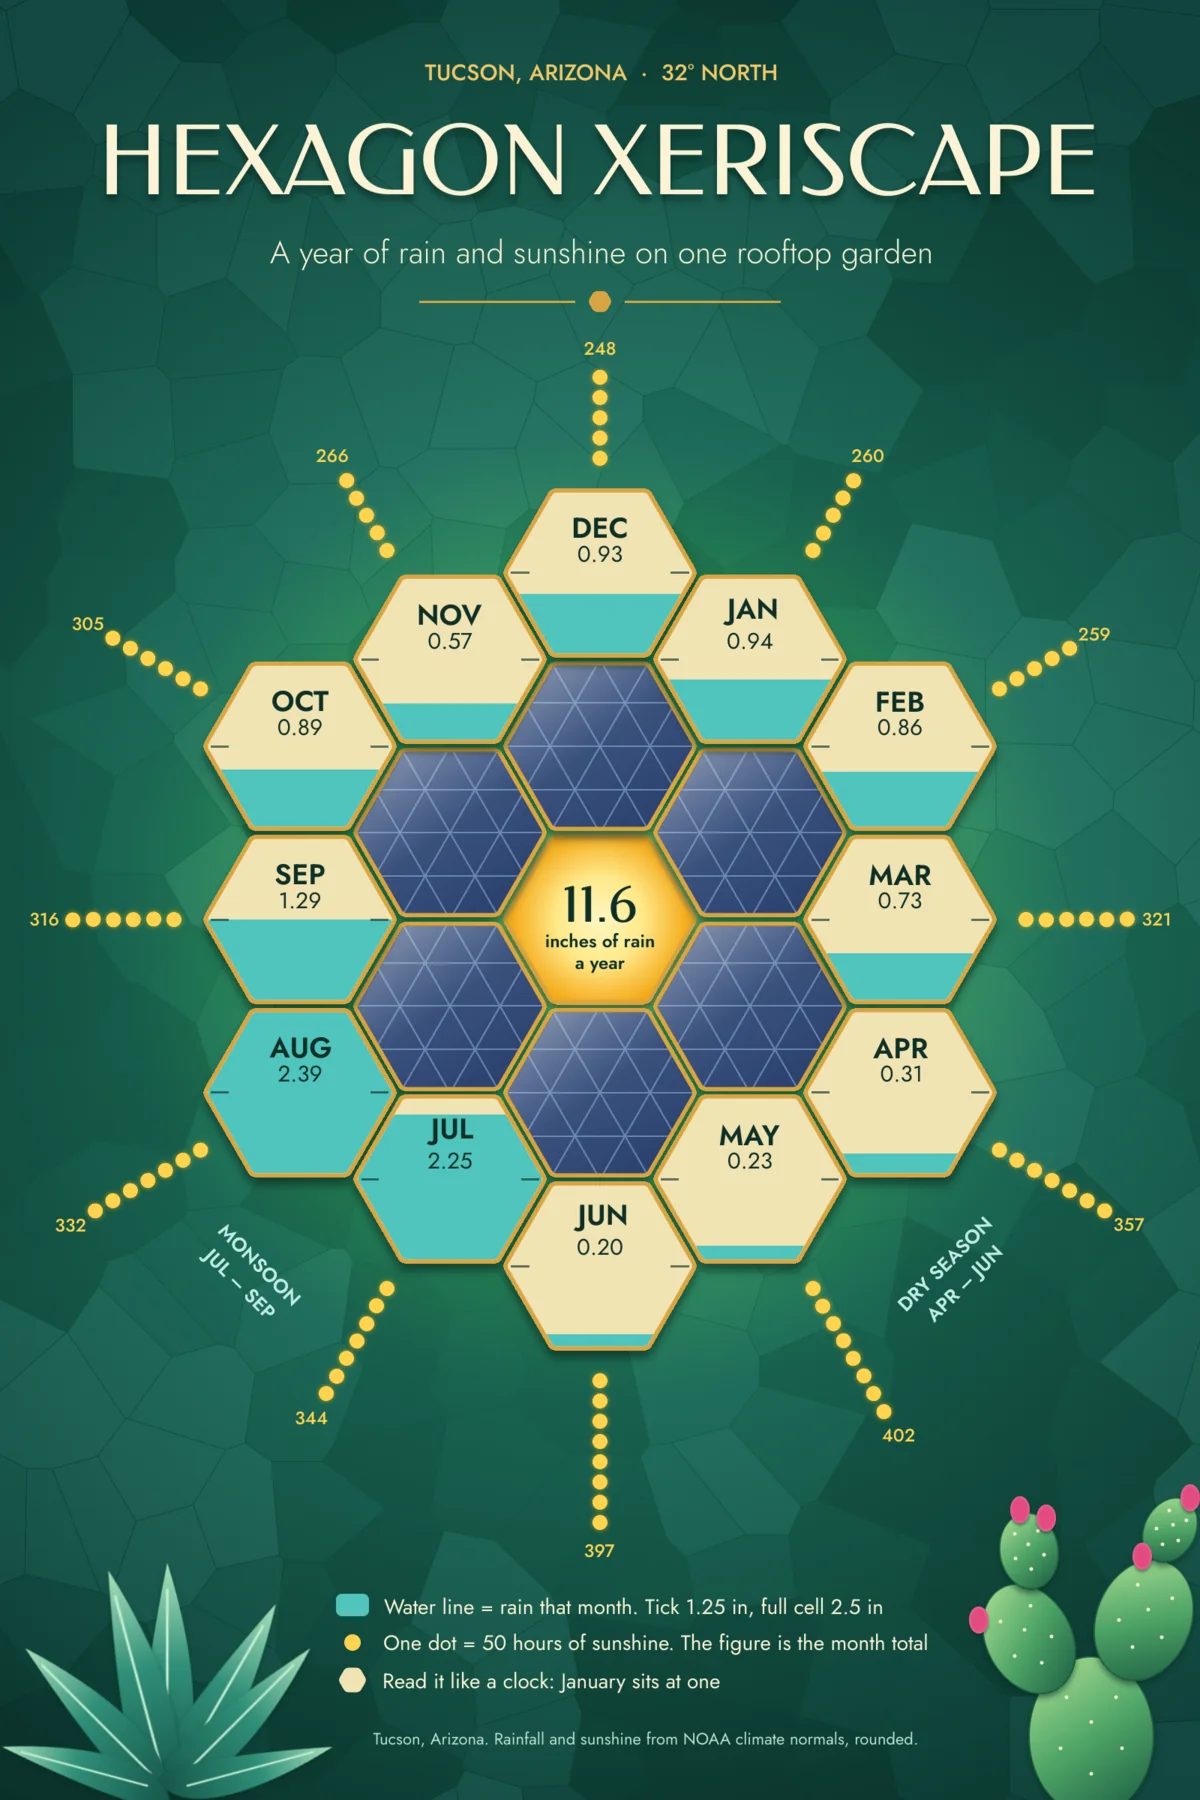 TUCSON, ARIZONA · 32° NORTH
HEXAGON XERISCAPE
A year of rain and sunshine on one rooftop garden
248
266
260
DEC
0.93
NOV
0.57
JAN
0.94
305
259
OCT
0.89
FEB
0.86
SEP
1.29
MAR
0.73
316
321
11.6
inches of rain
a year
AUG
2.39
APR
0.31
JUL
2.25
MAY
0.23
JUN
0.20
332
357
MONSOON
JUL – SEP
DRY SEASON
APR – JUN
344
402
397
Water line = rain that month. Tick 1.25 in, full cell 2.5 in
One dot = 50 hours of sunshine. The figure is the month total
Read it like a clock: January sits at one
Tucson, Arizona. Rainfall and sunshine from NOAA climate normals, rounded.